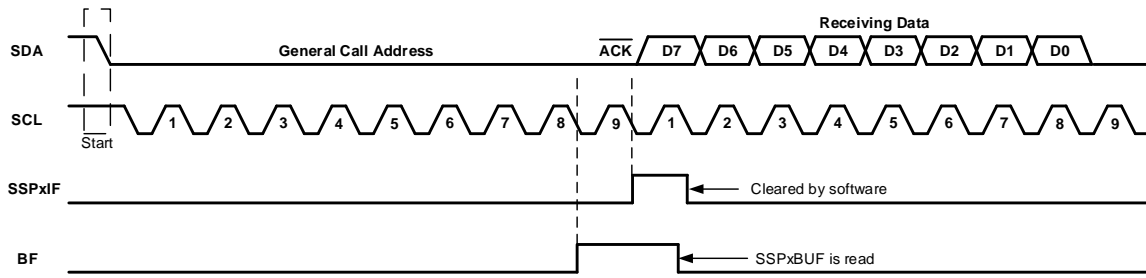 Receiving Data
SDA General Call Address ACK D7 D6 D5 D4 D3 D2 D1 D0
SCL 1 2 3 4 5 6 7 8 9 1 2 3 4 5 6 7 8 9
Start
SSPxIF Cleared by software
BF SSPxBUF is read